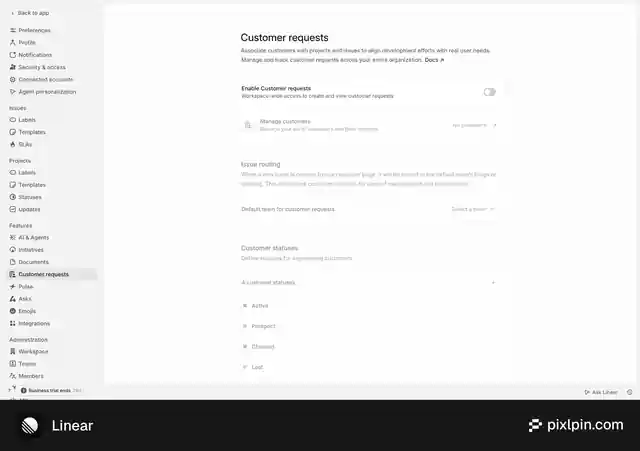 Back to app
Preferences
Profile
Notifications
Security & access
Connected accounts
Agent personalization
Issues
Labels
Templates
SLAs
Projects
Labels
Templates
Statuses
Updates
Features
AI & Agents
Initiatives
Documents
Customer requests
Pulse
Asks
Emojis
Integrations
Administration
Workspace
Teams
Members
Business trial ends
Customer requests
Associate customers with projects and issues to align development efforts with real user needs.
Manage and track customer requests across your entire organization. Docs ↗
Enable Customer requests
Workspace-wide access to create and view customer requests
Manage customers
Issue routing
Default team for customer requests
Select a team
Customer statuses
Define statuses for organizing customers
4 customer statuses
+
Active
Prospect
Churned
Lost
Ask Linear
Linear
pixlpin.com